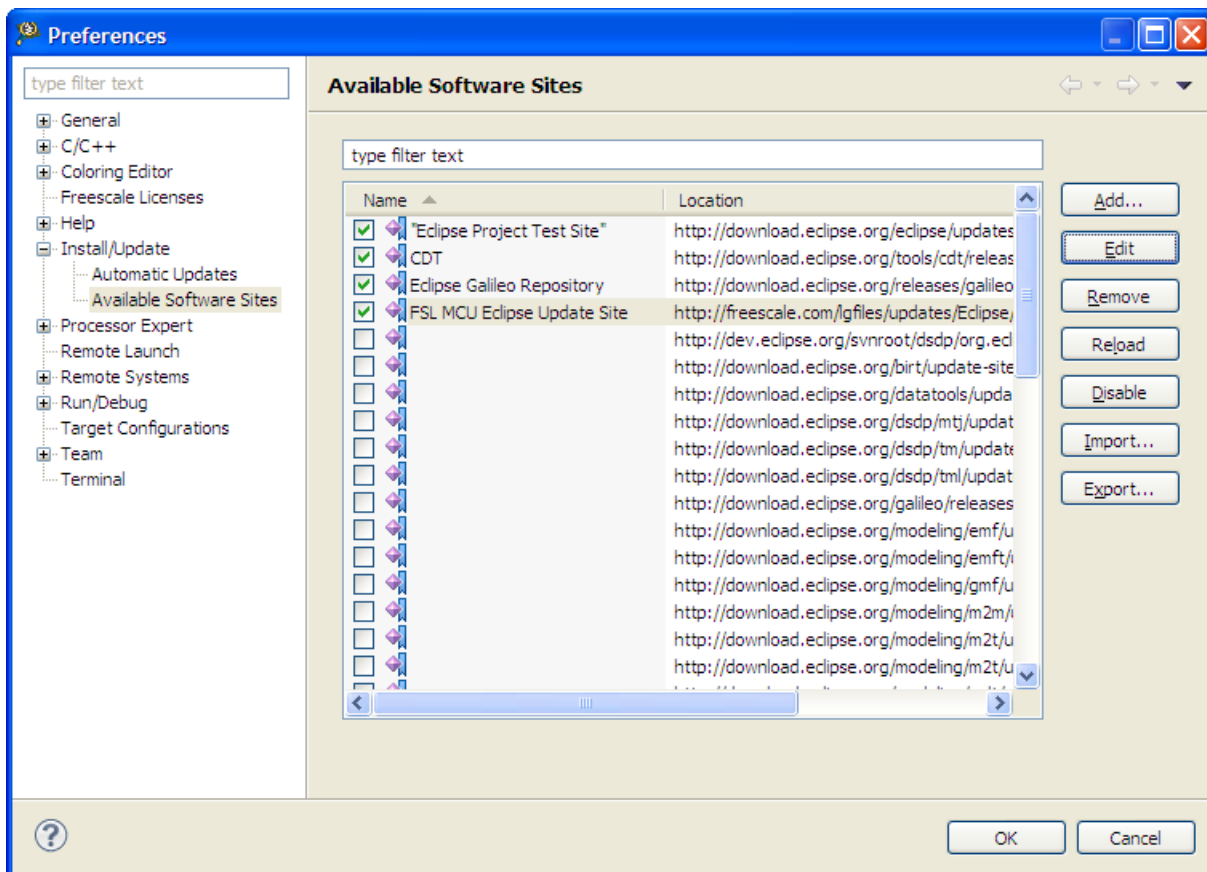 Preferences
type filter text
General
C/C++
Coloring Editor
Freescale Licenses
Help
Install/Update
Automatic Updates
Available Software Sites
Processor Expert
Remote Launch
Remote Systems
Run/Debug
Target Configurations
Team
Terminal
Available Software Sites
type filter text
Name Location
"Eclipse Project Test Site" http://download.eclipse.org/eclipse/updates
CDT http://download.eclipse.org/tools/cdt/releas
Eclipse Galileo Repository http://download.eclipse.org/releases/galileo
FSL MCU Eclipse Update Site http://freescale.com/lgfiles/updates/Eclipse/
http://dev.eclipse.org/svnroot/dsdp/org.ecl
http://download.eclipse.org/birt/update-site
http://download.eclipse.org/datatools/upda
http://download.eclipse.org/dsdp/mtj/updat
http://download.eclipse.org/dsdp/tm/update
http://download.eclipse.org/dsdp/tml/updat
http://download.eclipse.org/galileo/releases
http://download.eclipse.org/modeling/emf/u
http://download.eclipse.org/modeling/emft/
http://download.eclipse.org/modeling/gmf/u
http://download.eclipse.org/modeling/m2m/
http://download.eclipse.org/modeling/m2t/u
http://download.eclipse.org/modeling/m2t/u
Add...
Edit
Remove
Reload
Disable
Import...
Export...
OK
Cancel